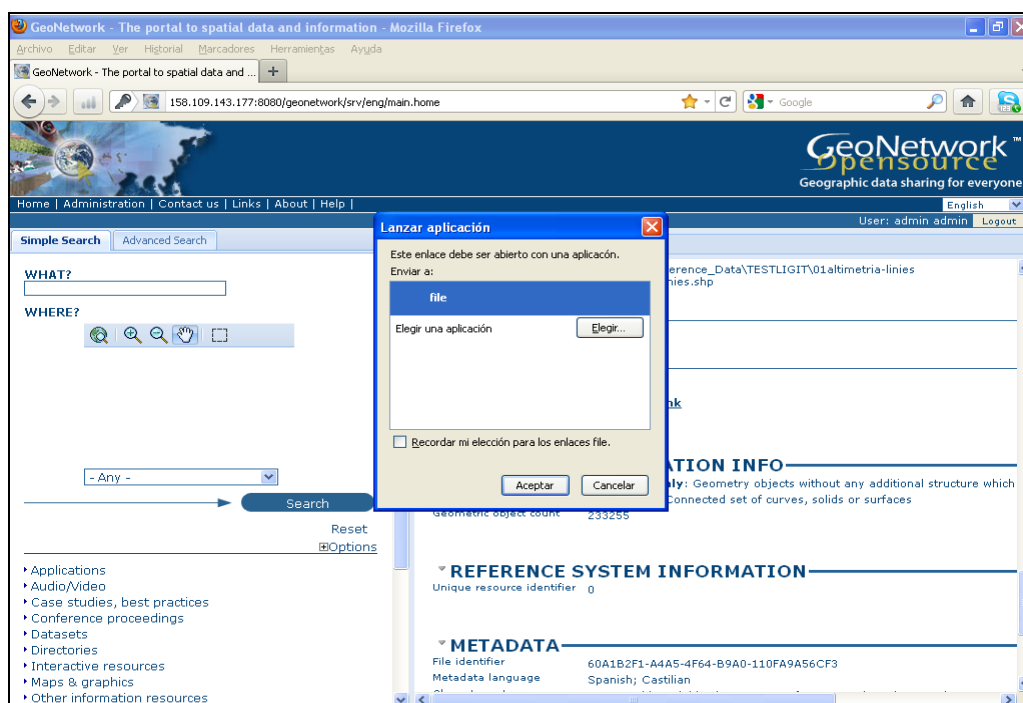 GeoNetwork - The portal to spatial data and information - Mozilla Firefox
Archivo Editar Ver Historial Marcadores Herramientas Ayuda
GeoNetwork - The portal to spatial data and ... +
158.109.143.177:8080/geonetwork/srv/eng/main.home
Google
GeoNetwork™
opensource
Geographic data sharing for everyone
Home | Administration | Contact us | Links | About | Help |
English
User: admin admin Logout
Simple Search Advanced Search
WHAT?
WHERE?
- Any -
Search
Reset
Options
Applications
Audio/Video
Case studies, best practices
Conference proceedings
Datasets
Directories
Interactive resources
Maps & graphics
Other information resources
Lanzar aplicación
Este enlace debe ser abierto con una aplicacón.
Enviar a:
file
Elegir una aplicación Elegir...
Recordar mi elección para los enlaces file.
Aceptar Cancelar
erence_Data\TESTLIGIT\01altimetria-linies
nies.shp
nk
ATION INFO
ly: Geometry objects without any additional structure which
Connected set of curves, solids or surfaces
Geometric object count 233255
REFERENCE SYSTEM INFORMATION
Unique resource identifier 0
METADATA
File identifier 60A1B2F1-A4A5-4F64-B9A0-110FA9A56CF3
Metadata language Spanish; Castilian